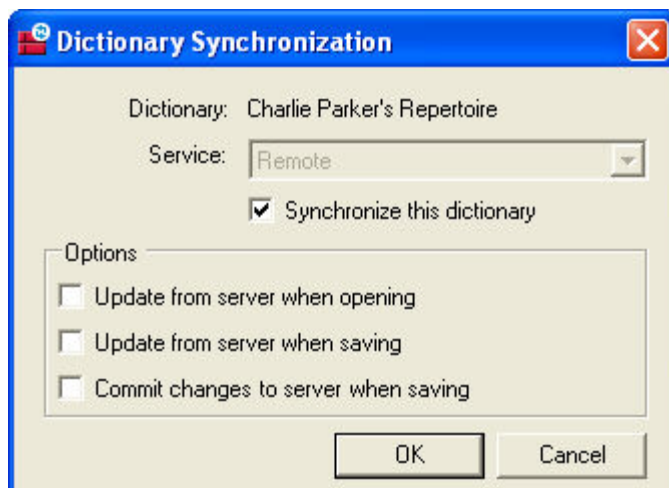 Dictionary Synchronization
Dictionary: Charlie Parker's Repertoire
Service: Remote
Synchronize this dictionary
Options
Update from server when opening
Update from server when saving
Commit changes to server when saving
OK Cancel